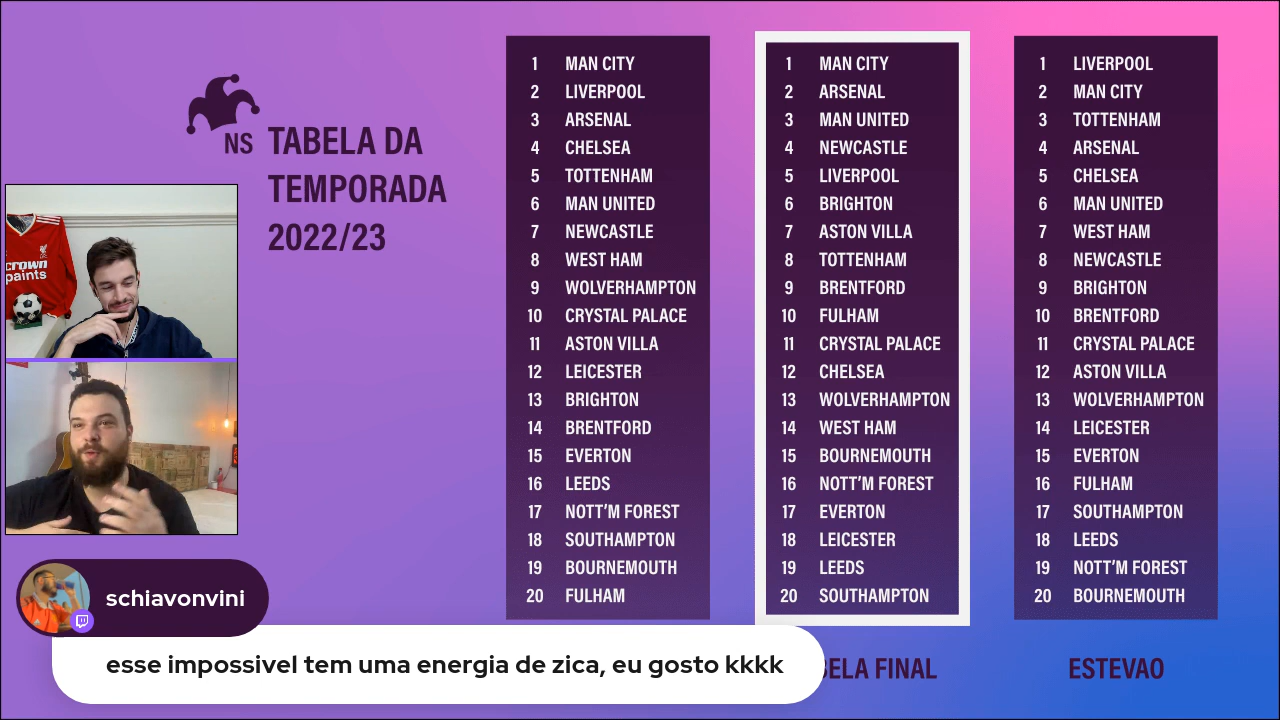 NS
TABELA DA
TEMPORADA
2022/23
1 MAN CITY
2 LIVERPOOL
3 ARSENAL
4 CHELSEA
5 TOTTENHAM
6 MAN UNITED
7 NEWCASTLE
8 WEST HAM
9 WOLVERHAMPTON
10 CRYSTAL PALACE
11 ASTON VILLA
12 LEICESTER
13 BRIGHTON
14 BRENTFORD
15 EVERTON
16 LEEDS
17 NOTT'M FOREST
18 SOUTHAMPTON
19 BOURNEMOUTH
20 FULHAM
1 MAN CITY
2 ARSENAL
3 MAN UNITED
4 NEWCASTLE
5 LIVERPOOL
6 BRIGHTON
7 ASTON VILLA
8 TOTTENHAM
9 BRENTFORD
10 FULHAM
11 CRYSTAL PALACE
12 CHELSEA
13 WOLVERHAMPTON
14 WEST HAM
15 BOURNEMOUTH
16 NOTT'M FOREST
17 EVERTON
18 LEICESTER
19 LEEDS
20 SOUTHAMPTON
BELA FINAL
1 LIVERPOOL
2 MAN CITY
3 TOTTENHAM
4 ARSENAL
5 CHELSEA
6 MAN UNITED
7 WEST HAM
8 NEWCASTLE
9 BRIGHTON
10 BRENTFORD
11 CRYSTAL PALACE
12 ASTON VILLA
13 WOLVERHAMPTON
14 LEICESTER
15 EVERTON
16 FULHAM
17 SOUTHAMPTON
18 LEEDS
19 NOTT'M FOREST
20 BOURNEMOUTH
ESTEVAO
crown
paints
schiavonvini
esse impossivel tem uma energia de zica, eu gosto kkkk